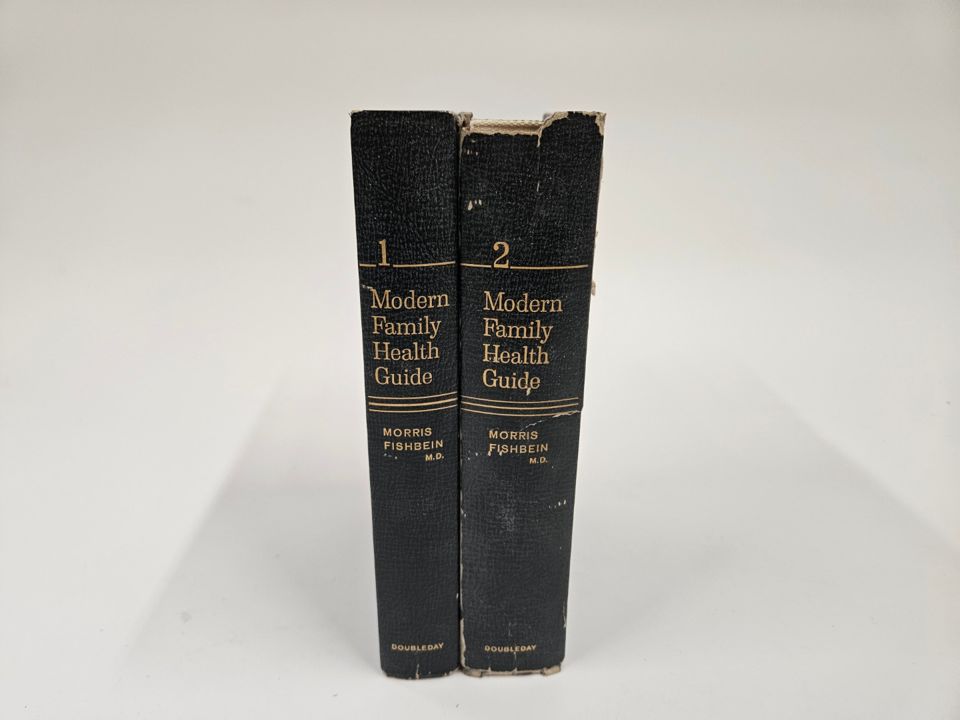 1
Modern
Family
Health
Guide
MORRIS
FISHBEIN
M.D.
DOUBLEDAY
2
Modern
Family
Health
Guide
MORRIS
FISHBEIN
M.D.
DOUBLEDAY